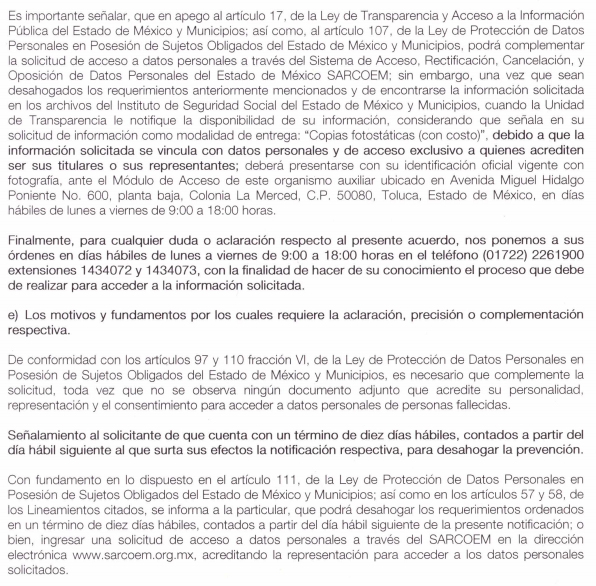 Es importante señalar, que en apego al artículo 17, de la Ley de Transparencia y Acceso a la Información
Pública del Estado de México y Municipios; así como, al artículo 107, de la Ley de Protección de Datos
Personales en Posesión de Sujetos Obligados del Estado de México y Municipios, podrá complementar
la solicitud de acceso a datos personales a través del Sistema de Acceso, Rectificación, Cancelación, y
Oposición de Datos Personales del Estado de México SARCOEM; sin embargo, una vez que sean
desahogados los requerimientos anteriormente mencionados y de encontrarse la información solicitada
en los archivos del Instituto de Seguridad Social del Estado de México y Municipios, cuando la Unidad
de Transparencia le notifique la disponibilidad de su información, considerando que señala en su
solicitud de información como modalidad de entrega: “Copias fotostáticas (con costo)”, debido a que la
información solicitada se vincula con datos personales y de acceso exclusivo a quienes acrediten
ser sus titulares o sus representantes; deberá presentarse con su identificación oficial vigente con
fotografía, ante el Módulo de Acceso de este organismo auxiliar ubicado en Avenida Miguel Hidalgo
Poniente No. 600, planta baja, Colonia La Merced, C.P. 50080, Toluca, Estado de México, en días
hábiles de lunes a viernes de 9:00 a 18:00 horas.
Finalmente, para cualquier duda o aclaración respecto al presente acuerdo, nos ponemos a sus
órdenes en días hábiles de lunes a viernes de 9:00 a 18:00 horas en el teléfono (01722) 2261900
extensiones 1434072 y 1434073, con la finalidad de hacer de su conocimiento el proceso que debe
de realizar para acceder a la información solicitada.
e) Los motivos y fundamentos por los cuales requiere la aclaración, precisión o complementación
respectiva.
De conformidad con los artículos 97 y 110 fracción VI, de la Ley de Protección de Datos Personales en
Posesión de Sujetos Obligados del Estado de México y Municipios, es necesario que complemente la
solicitud, toda vez que no se observa ningún documento adjunto que acredite su personalidad,
representación y el consentimiento para acceder a datos personales de personas fallecidas.
Señalamiento al solicitante de que cuenta con un término de diez días hábiles, contados a partir del
día hábil siguiente al que surta sus efectos la notificación respectiva, para desahogar la prevención.
Con fundamento en lo dispuesto en el artículo 111, de la Ley de Protección de Datos Personales en
Posesión de Sujetos Obligados del Estado de México y Municipios; así como en los artículos 57 y 58, de
los Lineamientos citados, se informa a la particular, que podrá desahogar los requerimientos ordenados
en un término de diez días hábiles, contados a partir del día hábil siguiente de la presente notificación; o
bien, ingresar una solicitud de acceso a datos personales a través del SARCOEM en la dirección
electrónica www.sarcoem.org.mx, acreditando la representación para acceder a los datos personales
solicitados.